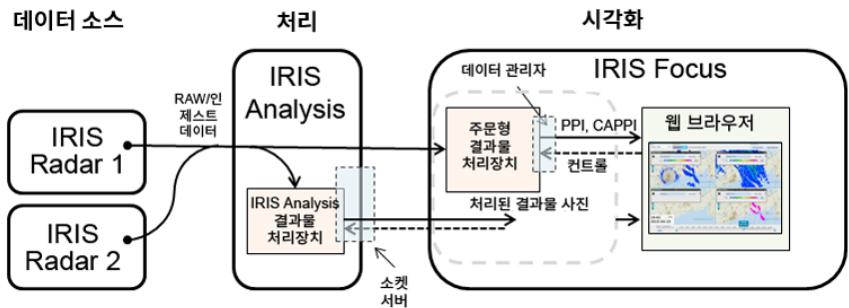 데이터 소스
처리
시각화
IRIS
Radar 1
IRIS
Radar 2
RAW/인
제스트
데이터
IRIS
Analysis
IRIS Analysis
결과물
처리장치
소켓
서버
IRIS Focus
데이터 관리자
주문형
결과물
처리장치
PPI, CAPPI
컨트롤
처리된 결과물 사진
웹 브라우저